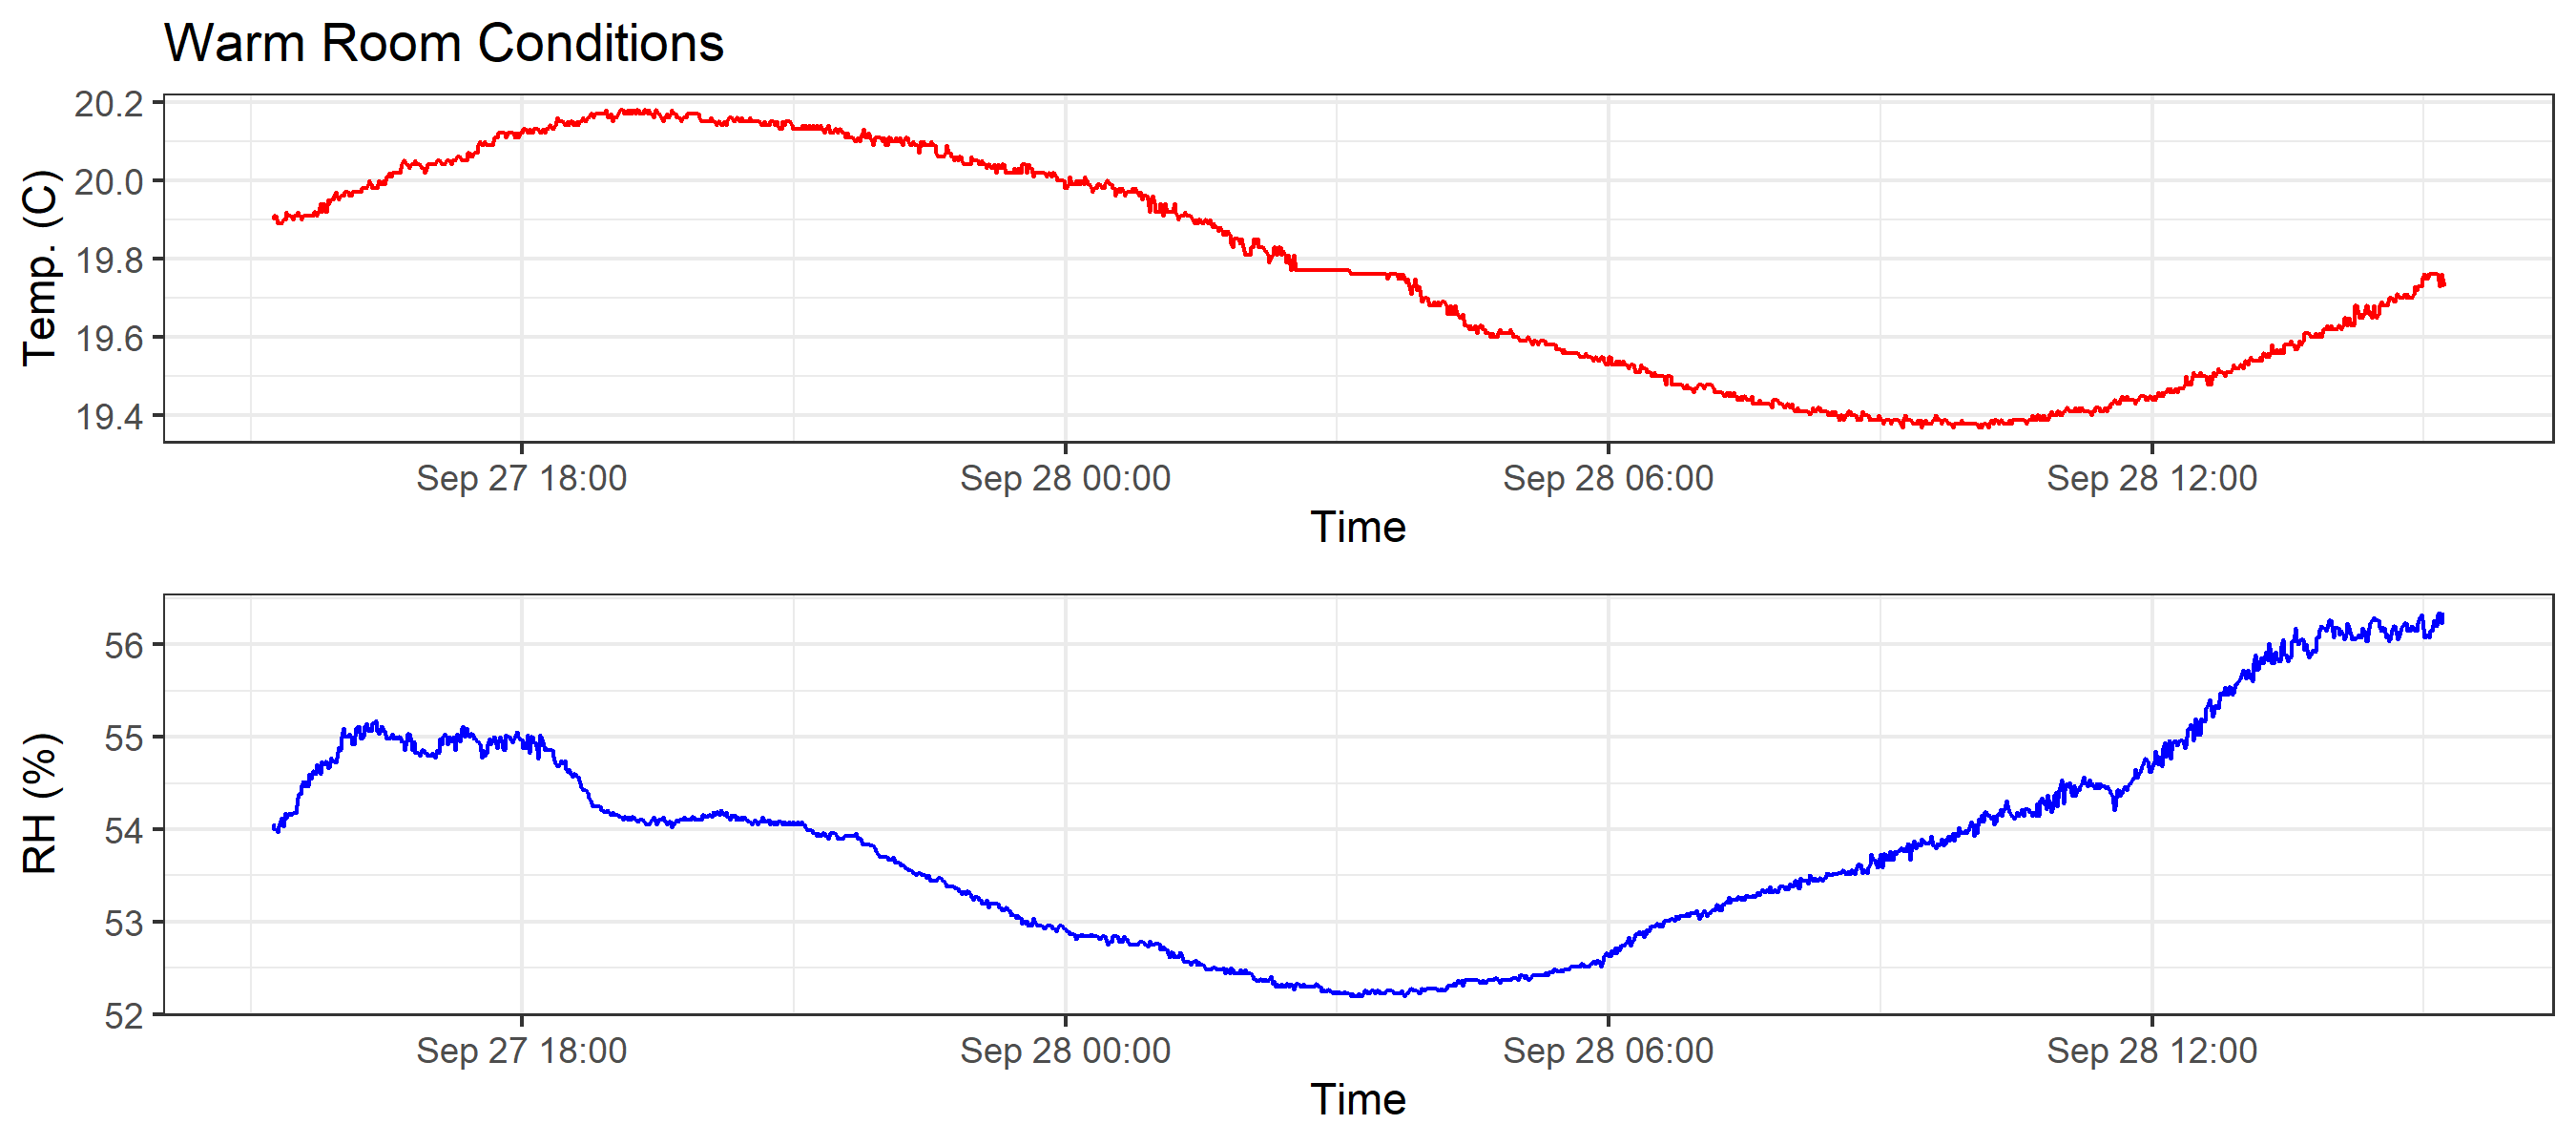 Warm Room Conditions
20.2
20.0
19.8
19.6
19.4
Temp. (C)
Sep 27 18:00 Sep 28 00:00 Sep 28 06:00 Sep 28 12:00
Time
56
55
54
53
52
RH (%)
Sep 27 18:00 Sep 28 00:00 Sep 28 06:00 Sep 28 12:00
Time